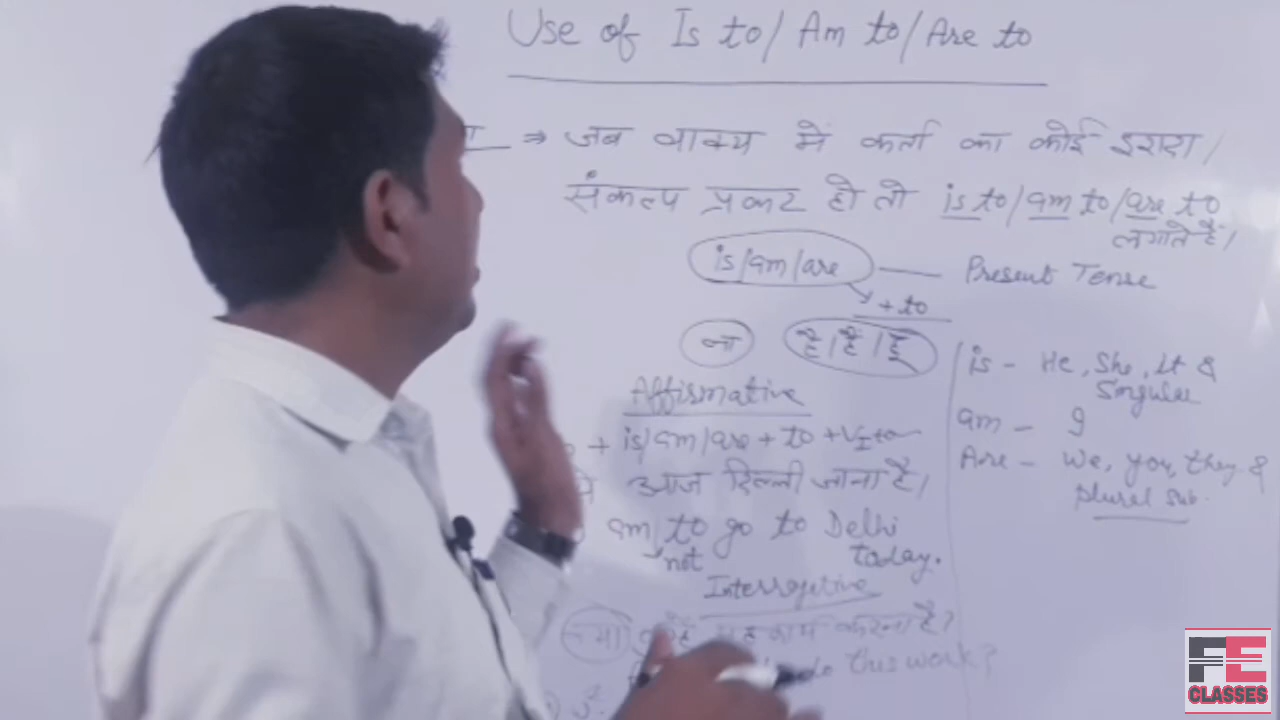 Use of Is to/ Am to/ Are to
⇒ जब वाक्य में कर्ता का कोई इरादा/
संकल्प प्रकट हो तो is to/am to/are to
लगाते हैं।
is/am/are — Present Tense
+ to
ना है/हैं/हूँ
is - He, She, It &
Singular
am - I
Are - We, you, they &
plural sub.
Affirmative
+ is/am/are + to + V1 +o
आज दिल्ली जाना है।
am to go to Delhi
not today.
Interrogative
क्या यह काय करना है?
do this work?
FE
CLASSES